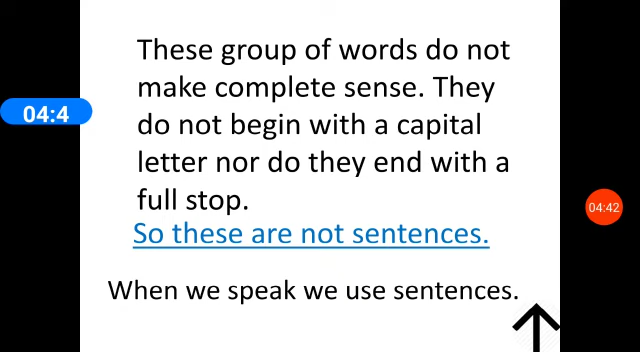 These group of words do not
make complete sense. They
do not begin with a capital
letter nor do they end with a
full stop.
So these are not sentences.
When we speak we use sentences.
04:4
04:42